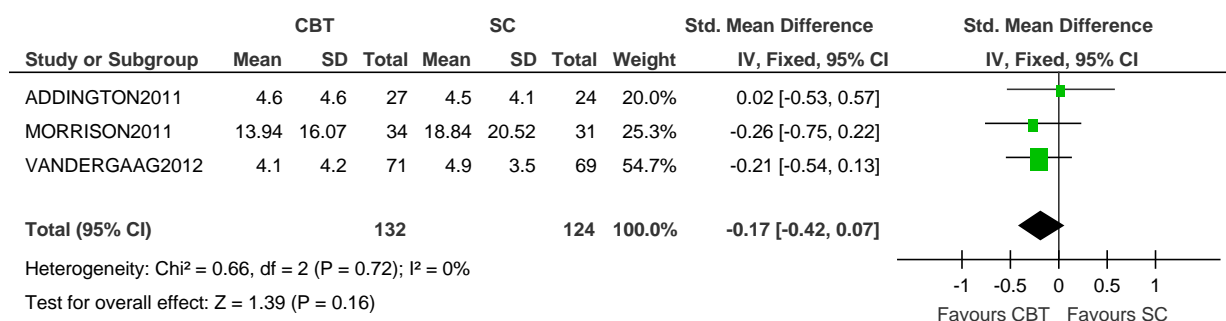 CBT SC Std. Mean Difference Std. Mean Difference
Study or Subgroup Mean SD Total Mean SD Total Weight IV, Fixed, 95% CI IV, Fixed, 95% CI
ADDINGTON2011 4.6 4.6 27 4.5 4.1 24 20.0% 0.02 [-0.53, 0.57]
MORRISON2011 13.94 16.07 34 18.84 20.52 31 25.3% -0.26 [-0.75, 0.22]
VANDERGAAG2012 4.1 4.2 71 4.9 3.5 69 54.7% -0.21 [-0.54, 0.13]
Total (95% CI) 132 124 100.0% -0.17 [-0.42, 0.07]
Heterogeneity: Chi² = 0.66, df = 2 (P = 0.72); I² = 0%
Test for overall effect: Z = 1.39 (P = 0.16)
-1 -0.5 0 0.5 1
Favours CBT Favours SC